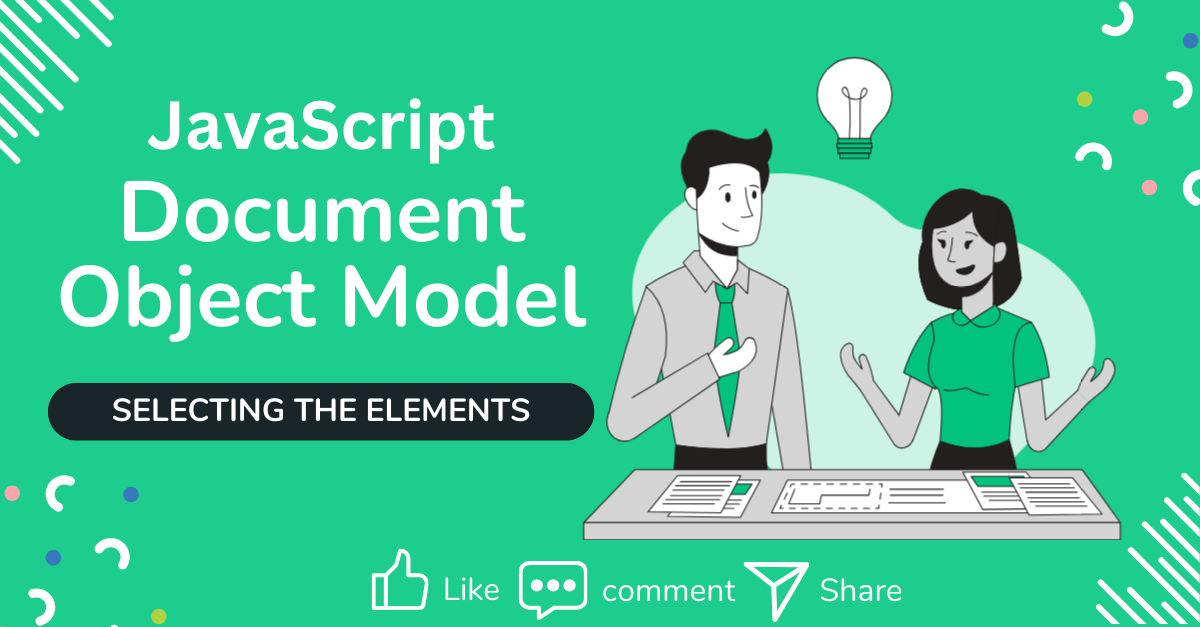 JavaScript
Document
Object Model
SELECTING THE ELEMENTS
Like comment Share